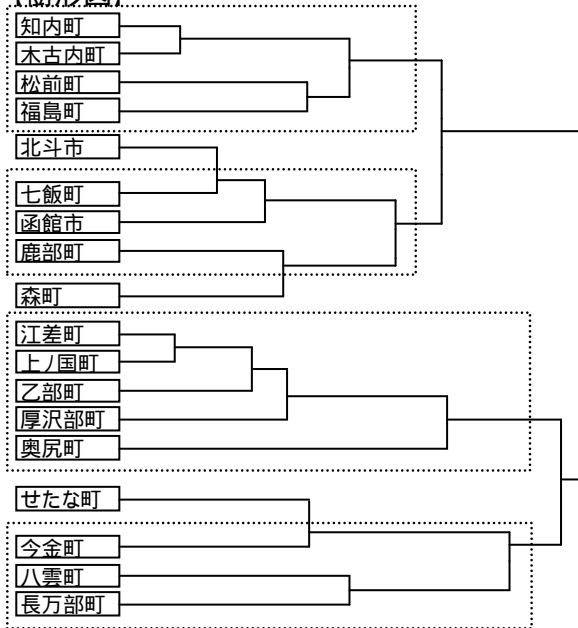 知内町
木古内町
松前町
福島町
北斗市
七飯町
函館市
鹿部町
森町
江差町
上ノ国町
乙部町
厚沢部町
奥尻町
せたな町
今金町
八雲町
長万部町